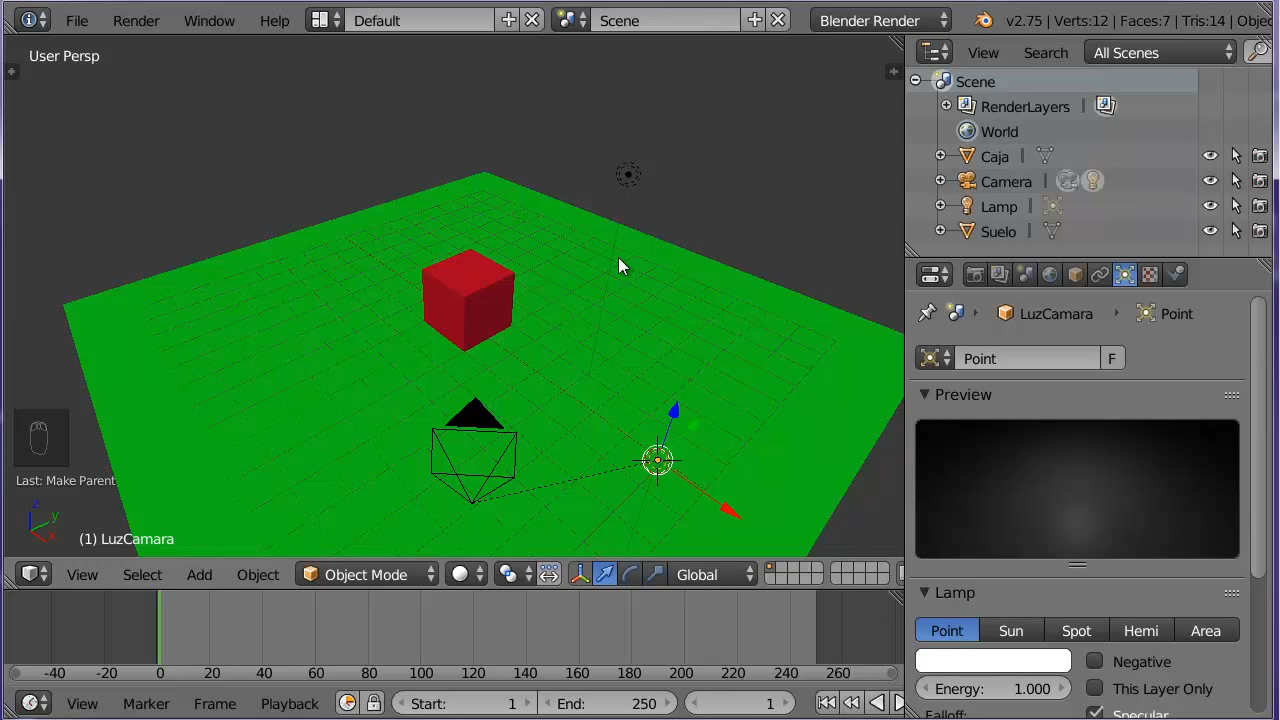 File Render Window Help Default Scene Blender Render v2.75 | Verts:12 | Faces:7 | Tris:14 | Objec
User Persp
View Search All Scenes
Scene
RenderLayers
World
Caja
Camera
Lamp
Suelo
LuzCamara Point
Point F
Preview
Last: Make Parent
z
y
x
(1) LuzCamara
View Select Add Object Object Mode Global
Lamp
Point Sun Spot Hemi Area
Negative
Energy: 1.000 This Layer Only
Falloff: Specular
-40 -20 0 20 40 60 80 100 120 140 160 180 200 220 240 260
View Marker Frame Playback Start: 1 End: 250 1